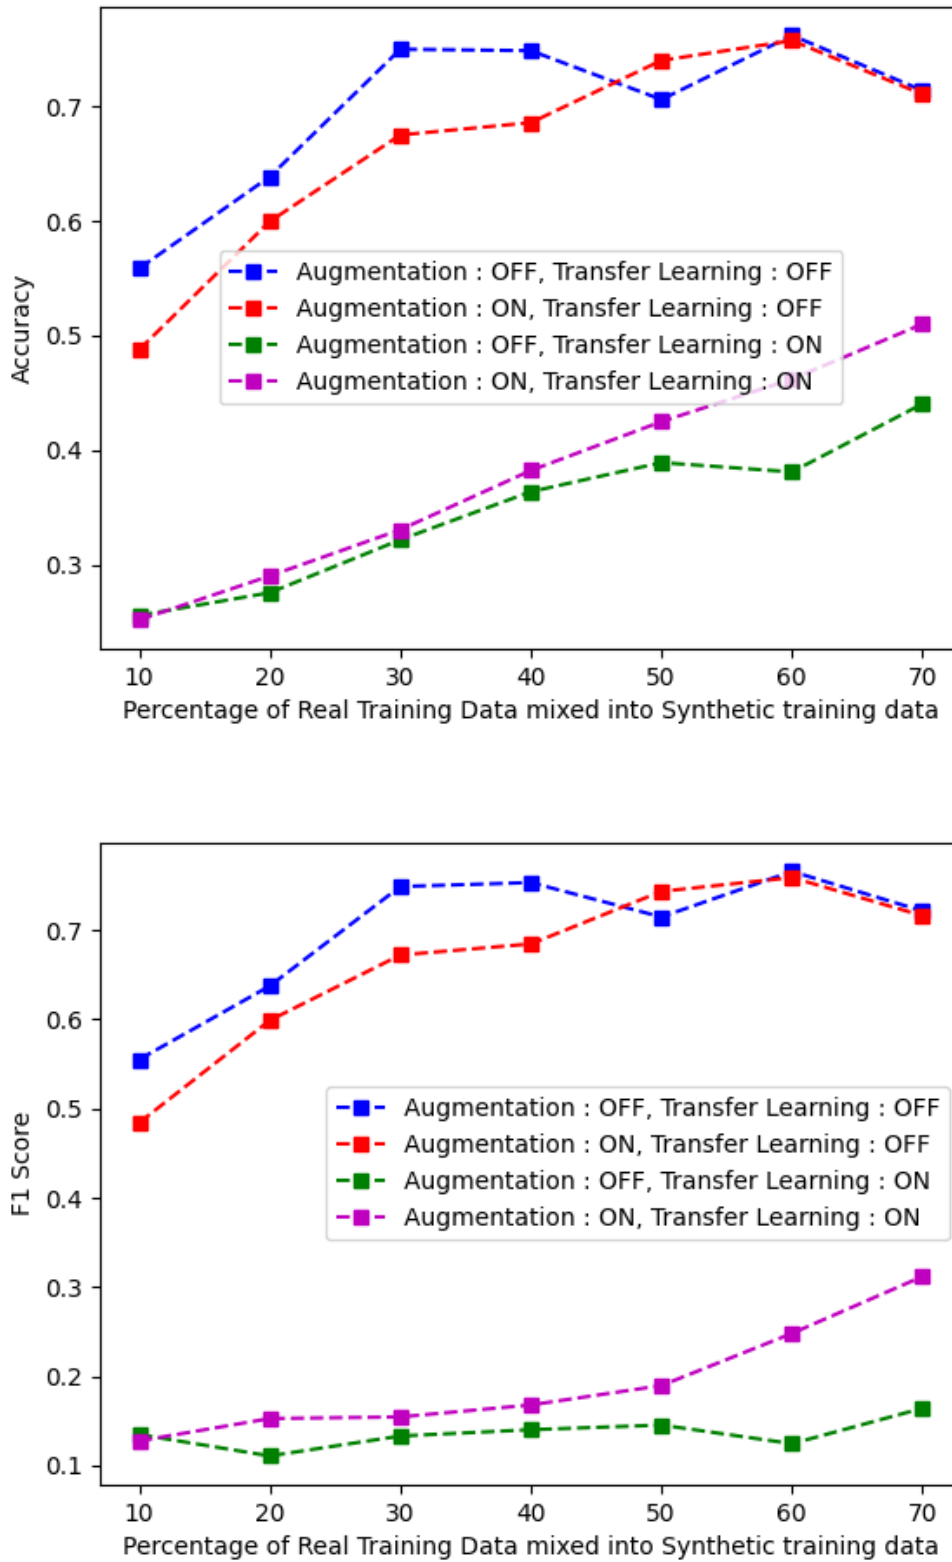 0.7
0.6
0.5
0.4
0.3
Accuracy
Augmentation : OFF, Transfer Learning : OFF
Augmentation : ON, Transfer Learning : OFF
Augmentation : OFF, Transfer Learning : ON
Augmentation : ON, Transfer Learning : ON
10 20 30 40 50 60 70
Percentage of Real Training Data mixed into Synthetic training data
0.7
0.6
0.5
0.4
0.3
0.2
0.1
F1 Score
Augmentation : OFF, Transfer Learning : OFF
Augmentation : ON, Transfer Learning : OFF
Augmentation : OFF, Transfer Learning : ON
Augmentation : ON, Transfer Learning : ON
10 20 30 40 50 60 70
Percentage of Real Training Data mixed into Synthetic training data